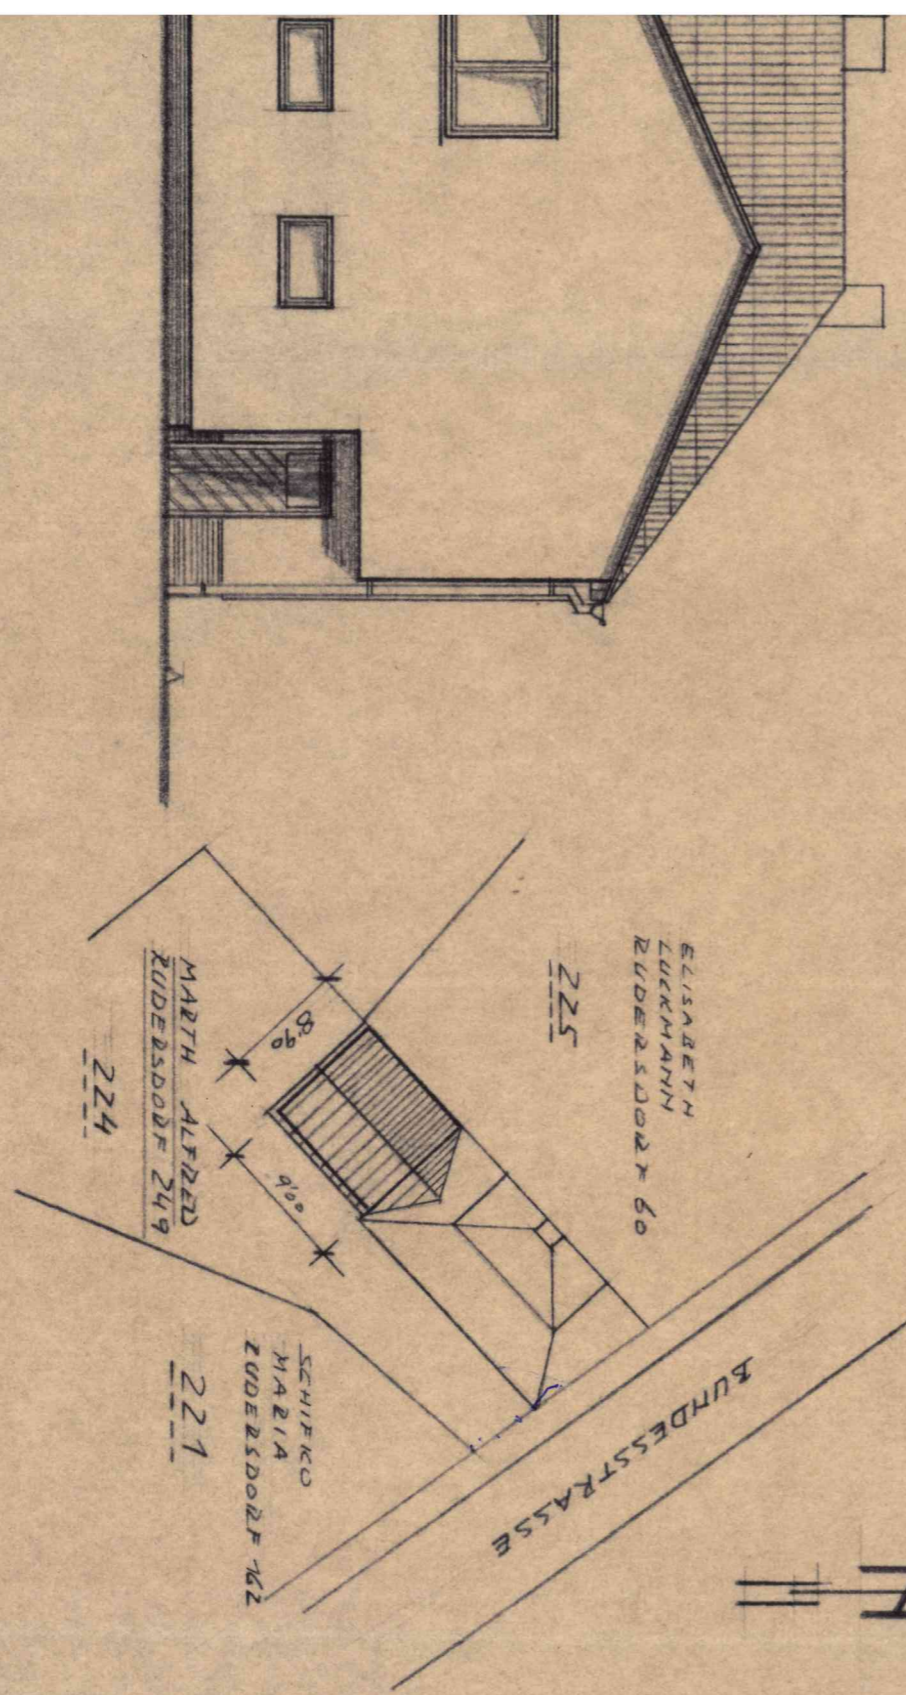 ELISABETH
LUCKMANN
RUDERSDORF 60
225
8.90
9.00
MARTH ALFRED
RUDERSDORF 249
224
SCHIFKO
MARIA
RUDERSDORF 162
221
BUNDESSTRASSE